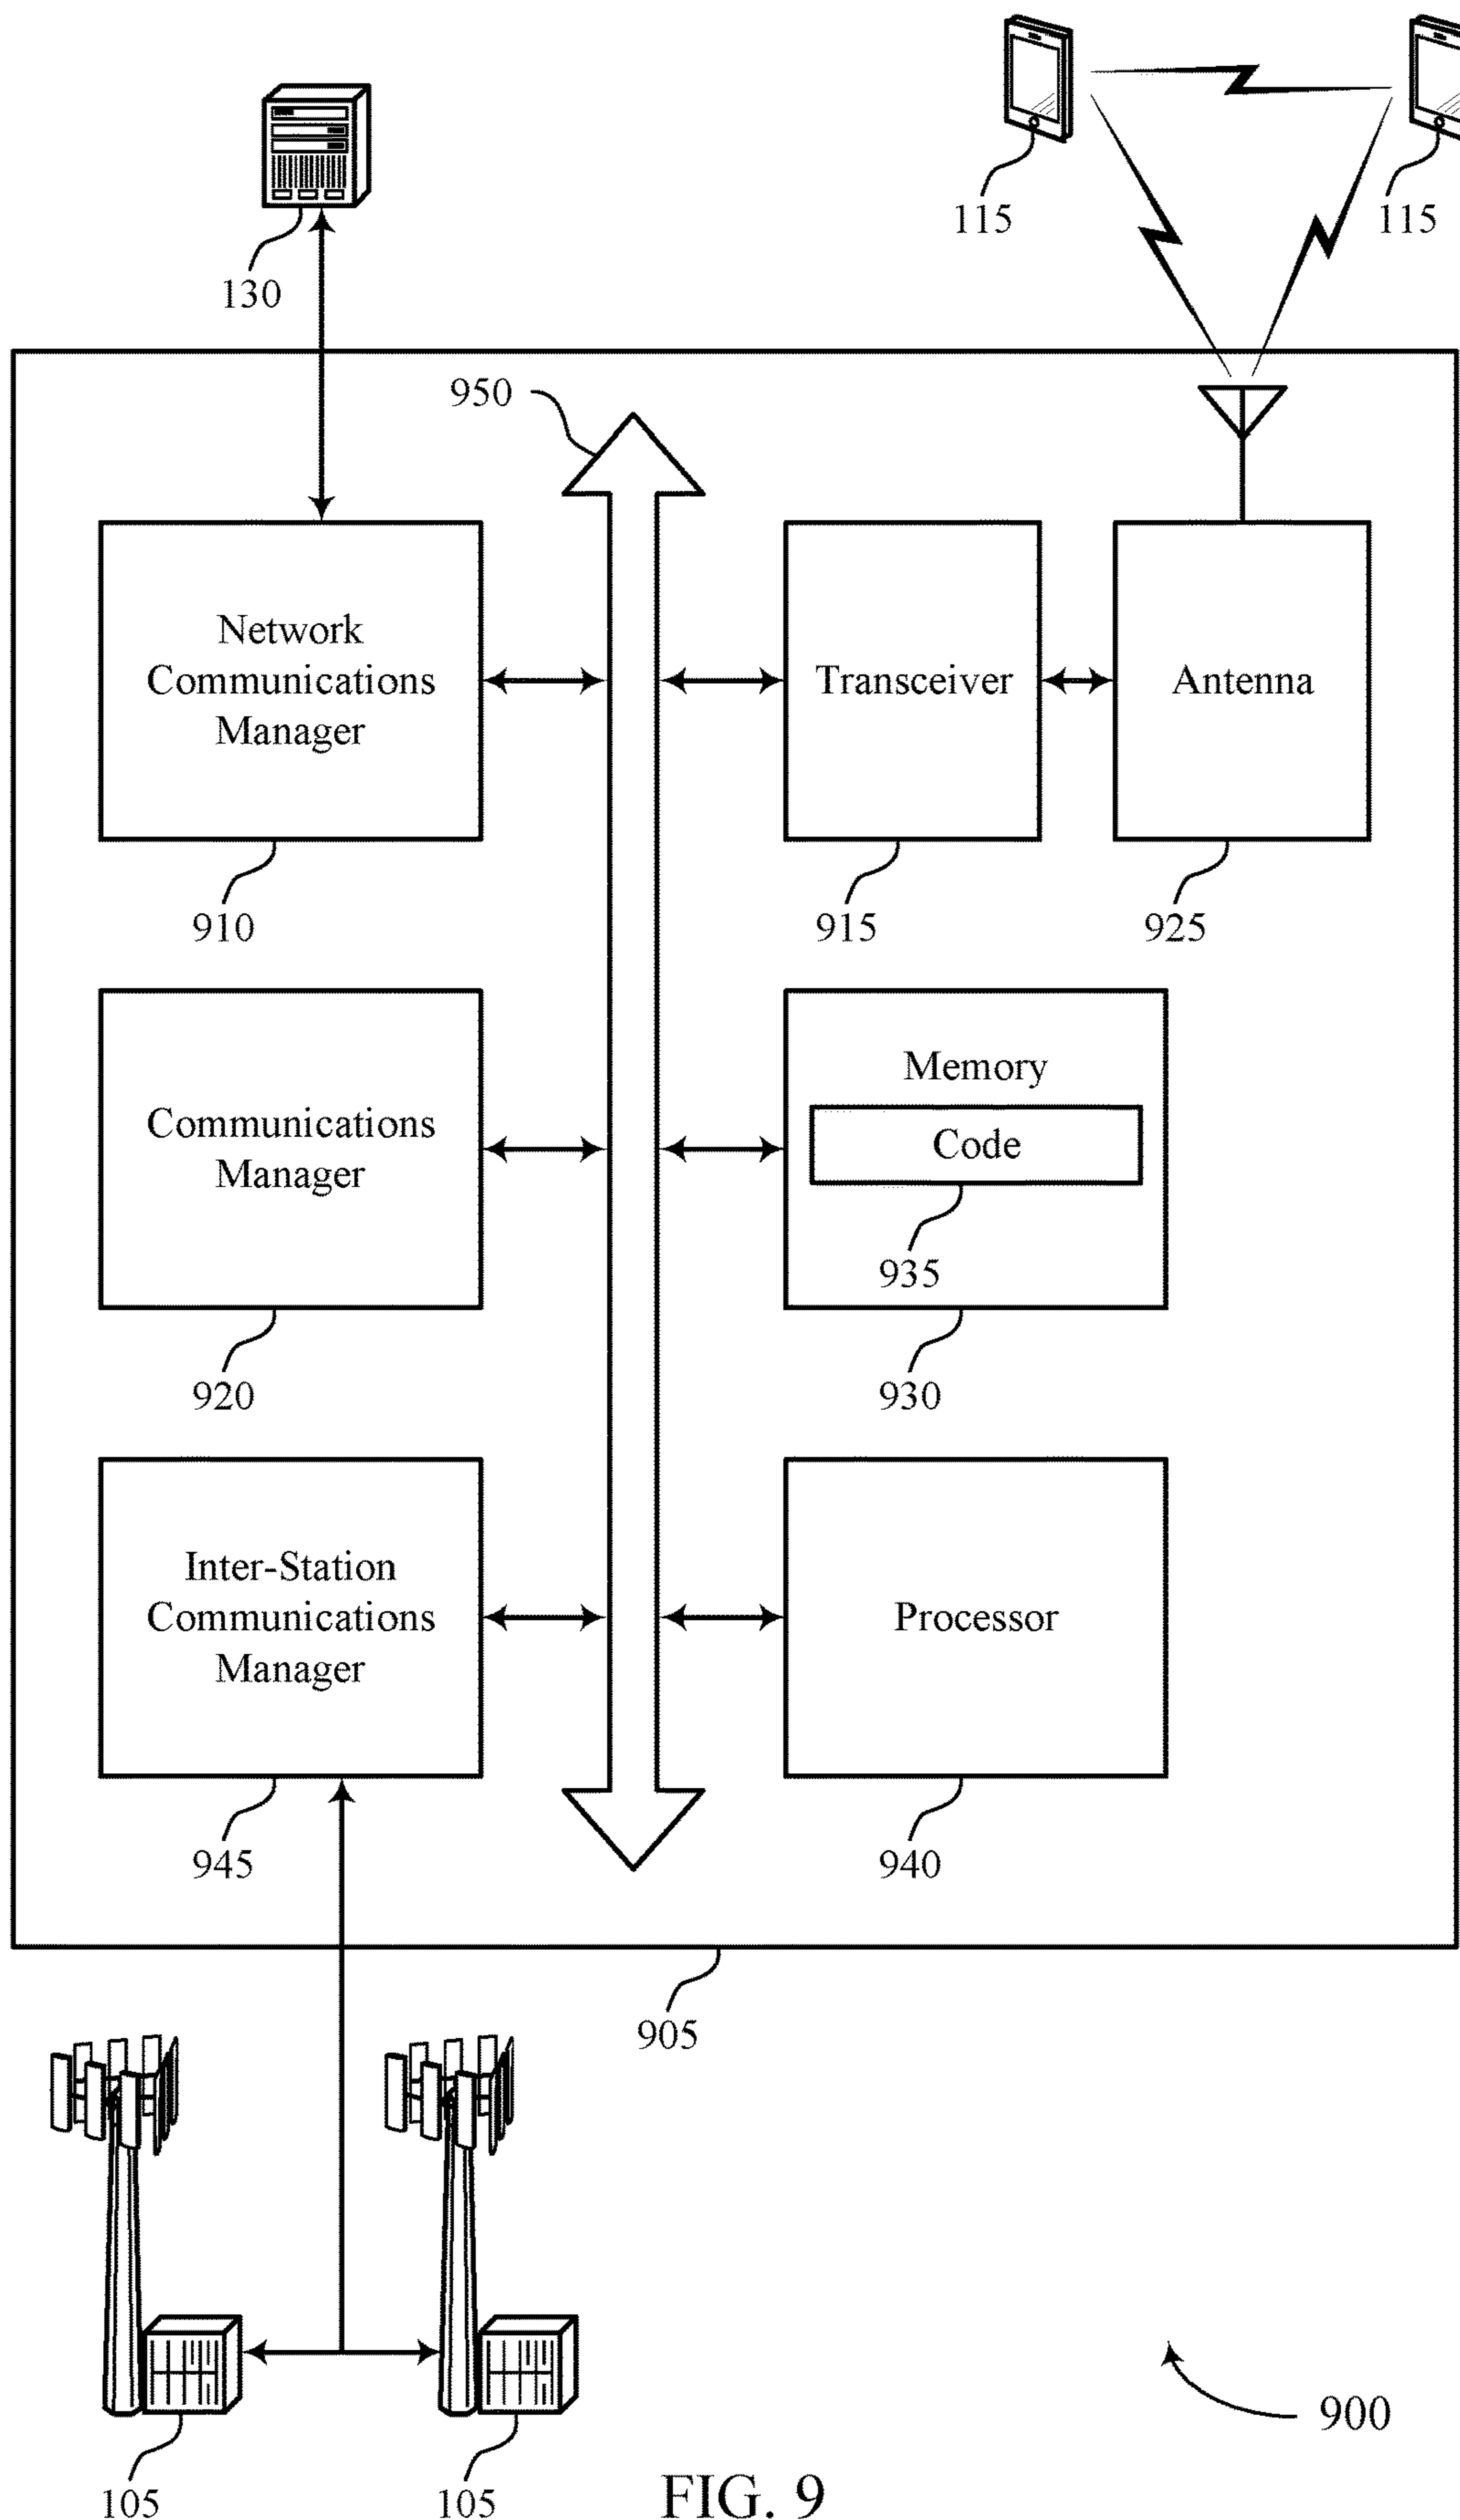 115
115
130
950
Network
Communications
Manager
Transceiver
Antenna
910
915
925
Communications
Manager
Memory
Code
935
920
930
Inter-Station
Communications
Manager
Processor
945
940
905
900
105
105
FIG. 9